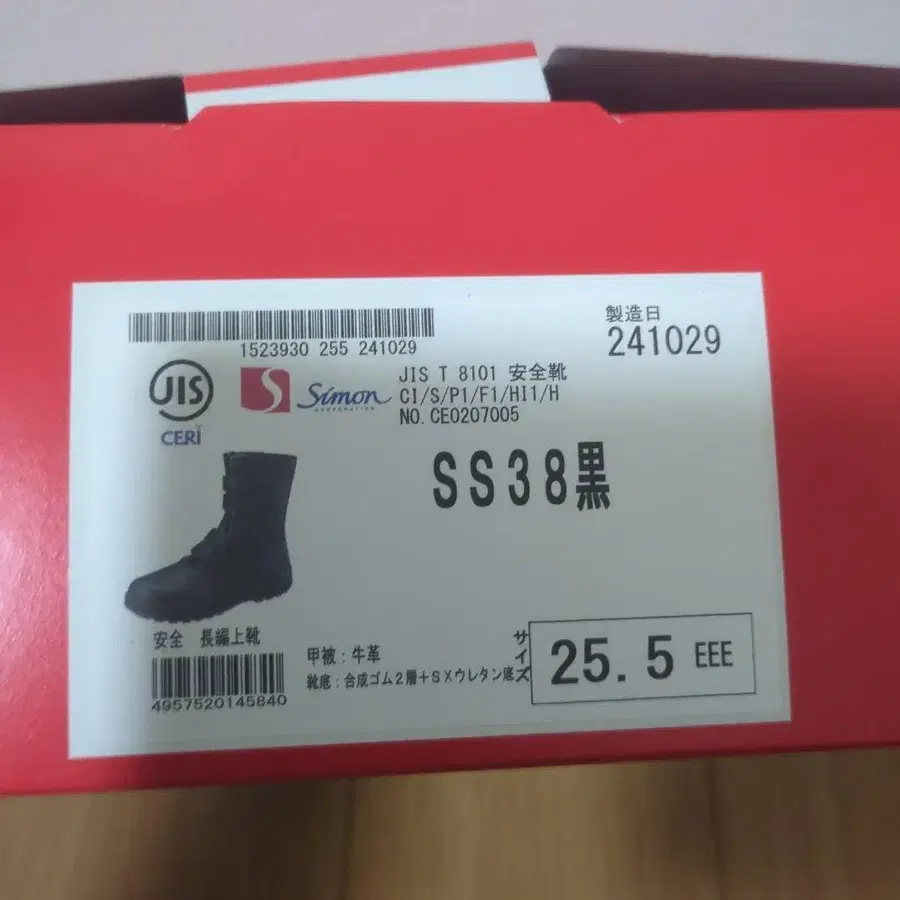 1523930 255 241029
製造日
241029
JIS
CERI
S
Simon
CORPORATION
JIS T 8101 安全靴
CI/S/P1/F1/HI1/H
NO.CE0207005
SS38黒
安全 長編上靴
4957520145840
甲被：牛革
靴底：合成ゴム2層＋SXウレタン底
サイズ
25.5 EEE